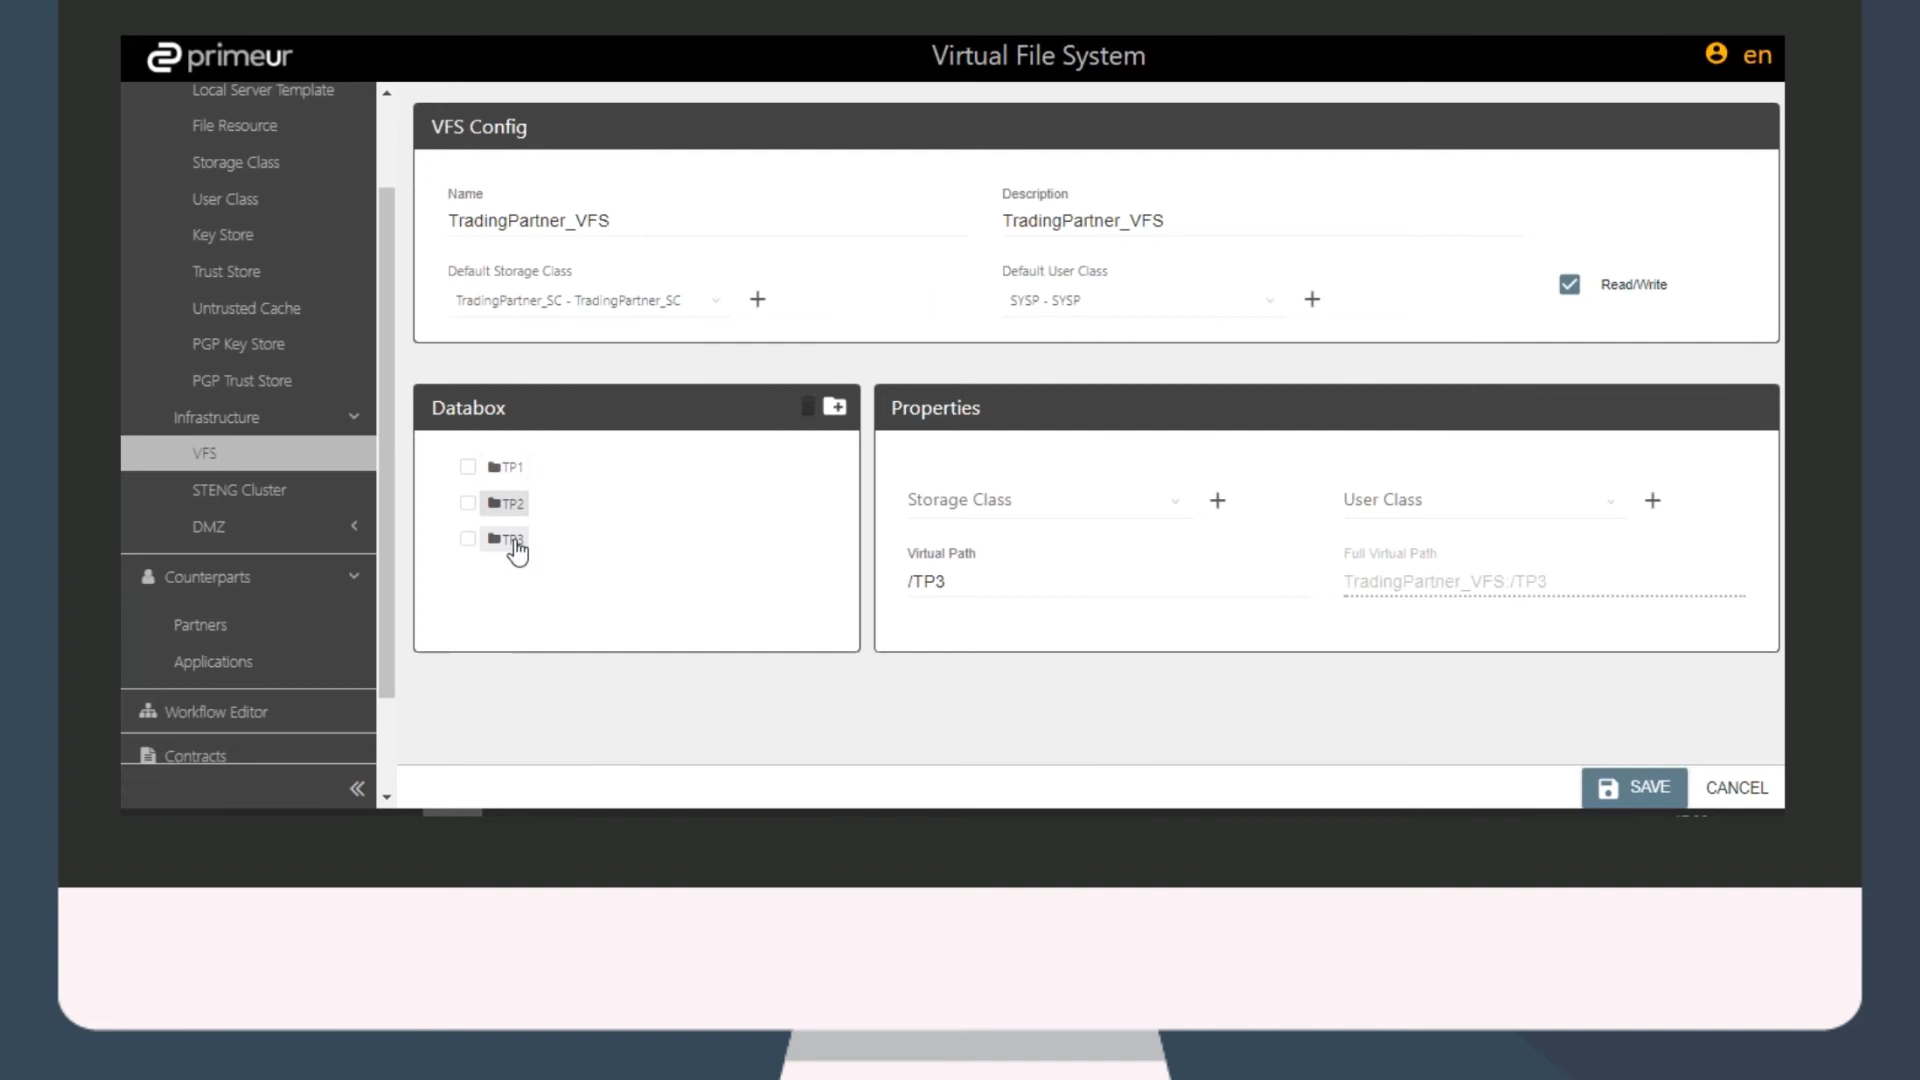 primeur
Virtual File System
en
Local Server Template
File Resource
Storage Class
User Class
Key Store
Trust Store
Untrusted Cache
PGP Key Store
PGP Trust Store
Infrastructure
VFS
STENG Cluster
DMZ
Counterparts
Partners
Applications
Workflow Editor
Contracts
VFS Config
Name
TradingPartner_VFS
Description
TradingPartner_VFS
Default Storage Class
TradingPartner_SC - TradingPartner_SC
Default User Class
SYSP - SYSP
Read/Write
Databox
TP1
TP2
TP3
Properties
Storage Class
User Class
Virtual Path
/TP3
Full Virtual Path
TradingPartner_VFS:/TP3
SAVE
CANCEL